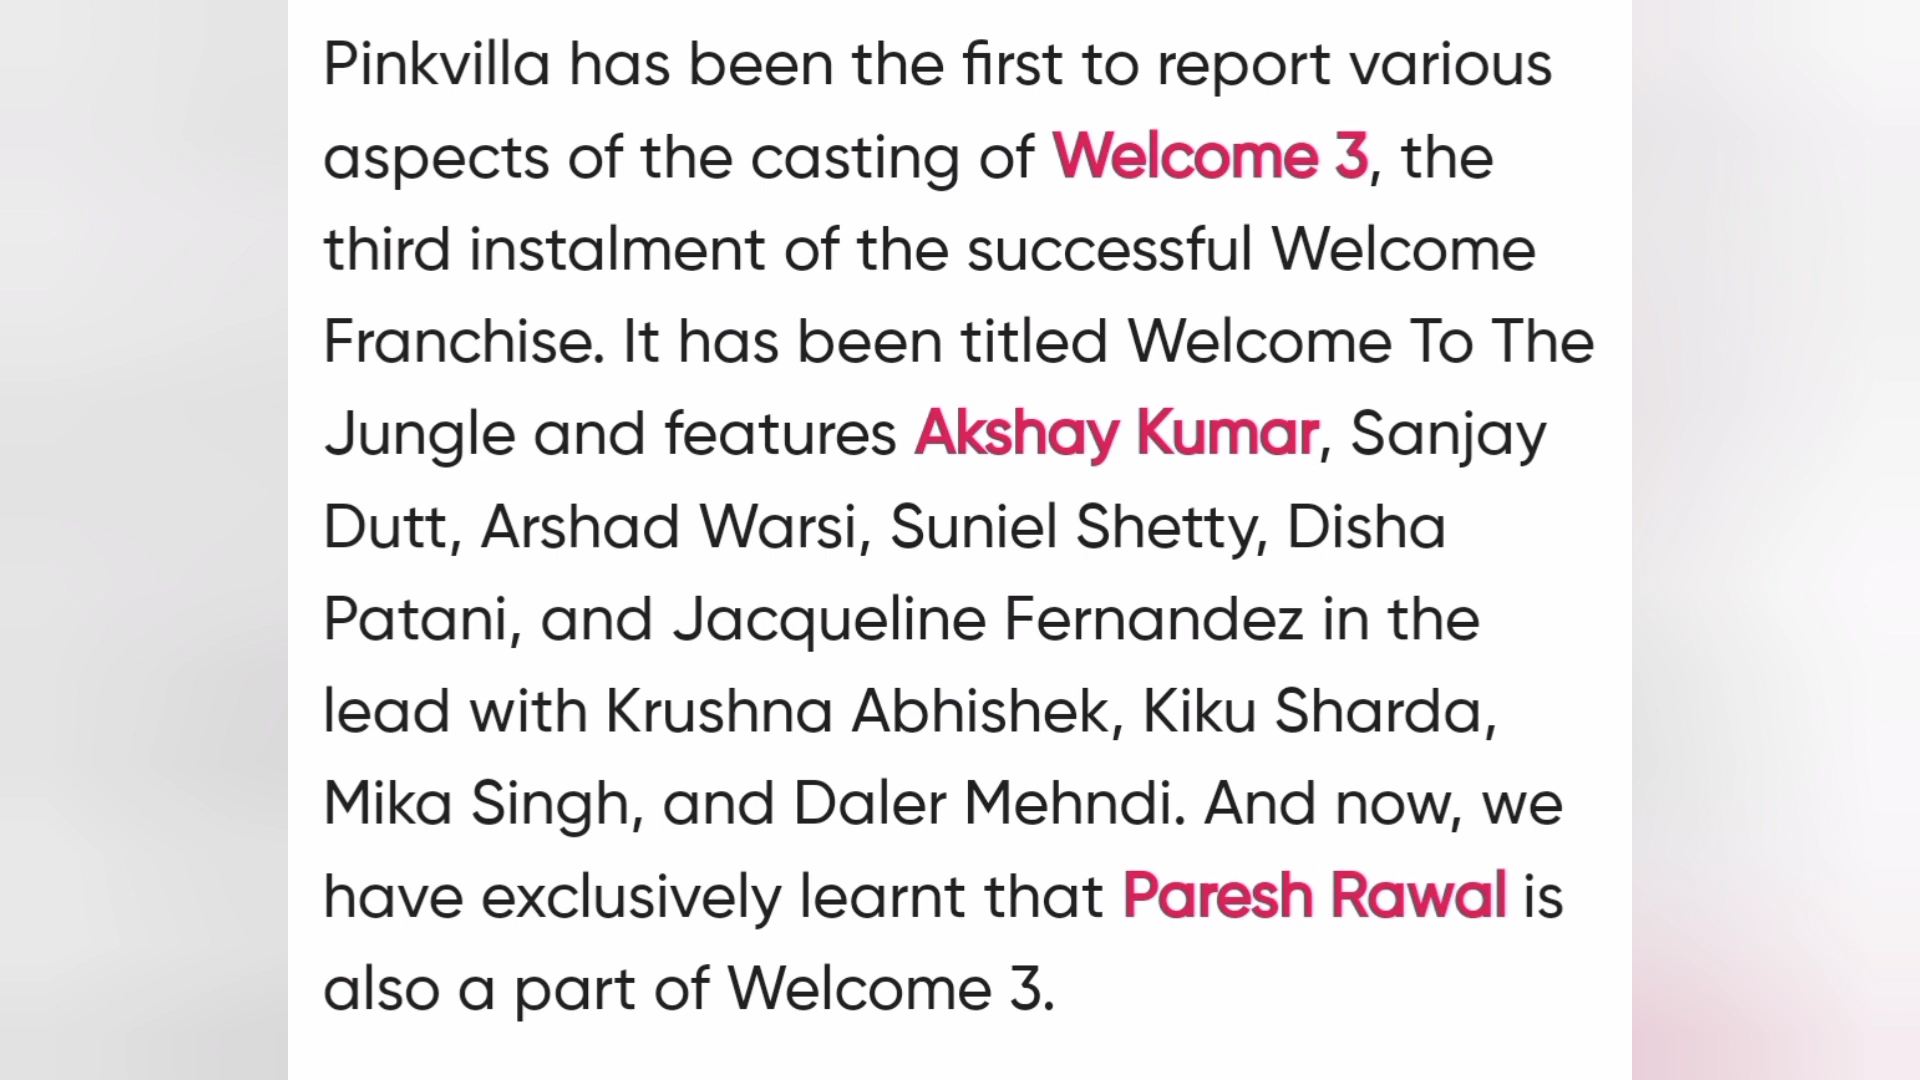 Pinkvilla has been the first to report various
aspects of the casting of Welcome 3, the
third instalment of the successful Welcome
Franchise. It has been titled Welcome To The
Jungle and features Akshay Kumar, Sanjay
Dutt, Arshad Warsi, Suniel Shetty, Disha
Patani, and Jacqueline Fernandez in the
lead with Krushna Abhishek, Kiku Sharda,
Mika Singh, and Daler Mehndi. And now, we
have exclusively learnt that Paresh Rawal is
also a part of Welcome 3.